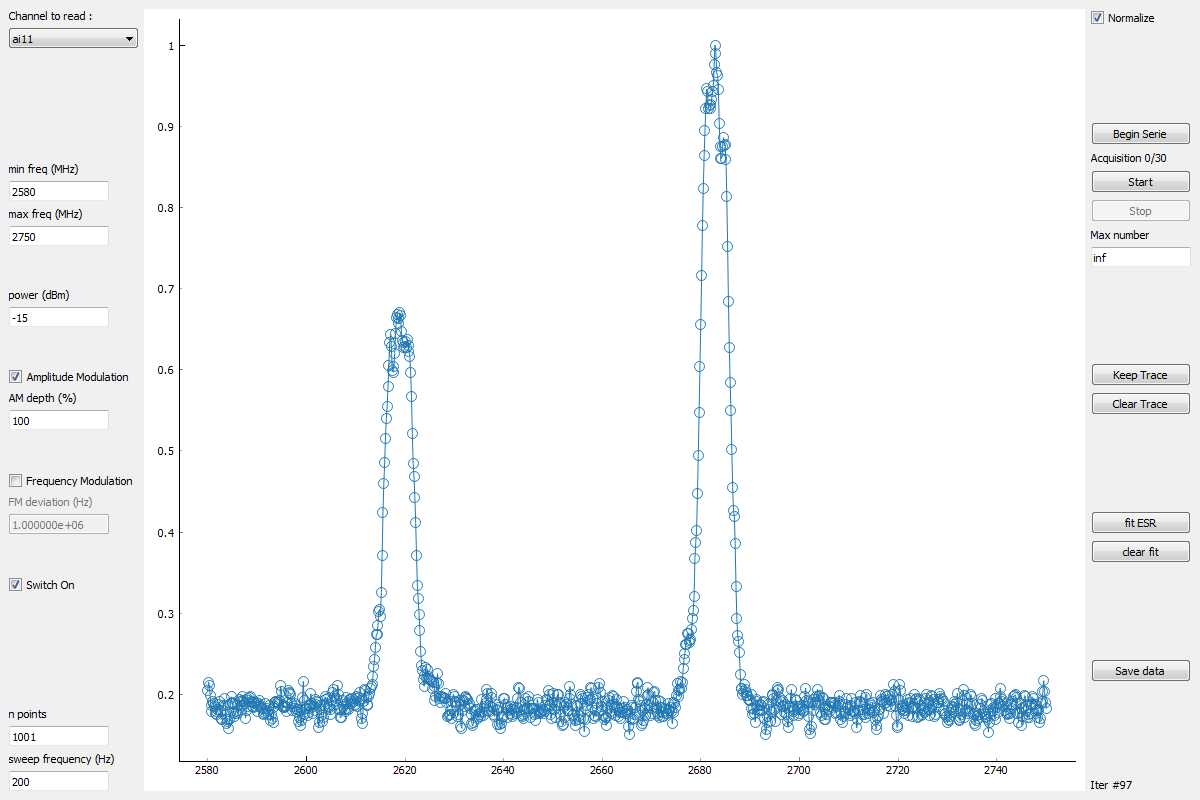 Channel to read :
ai11
min freq (MHz)
2580
max freq (MHz)
2750
power (dBm)
-15
Amplitude Modulation
AM depth (%)
100
Frequency Modulation
FM deviation (Hz)
1.000000e+06
Switch On
n points
1001
sweep frequency (Hz)
200
1
0.9
0.8
0.7
0.6
0.5
0.4
0.3
0.2
2580 2600 2620 2640 2660 2680 2700 2720 2740
Normalize
Begin Serie
Acquisition 0/30
Start
Stop
Max number
inf
Keep Trace
Clear Trace
fit ESR
clear fit
Save data
Iter #97